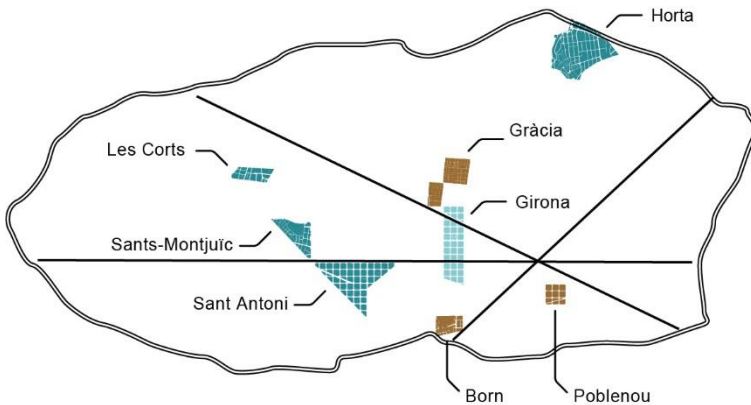 Horta
Gràcia
Les Corts
Girona
Sants-Montjuïc
Sant Antoni
Born
Poblenou